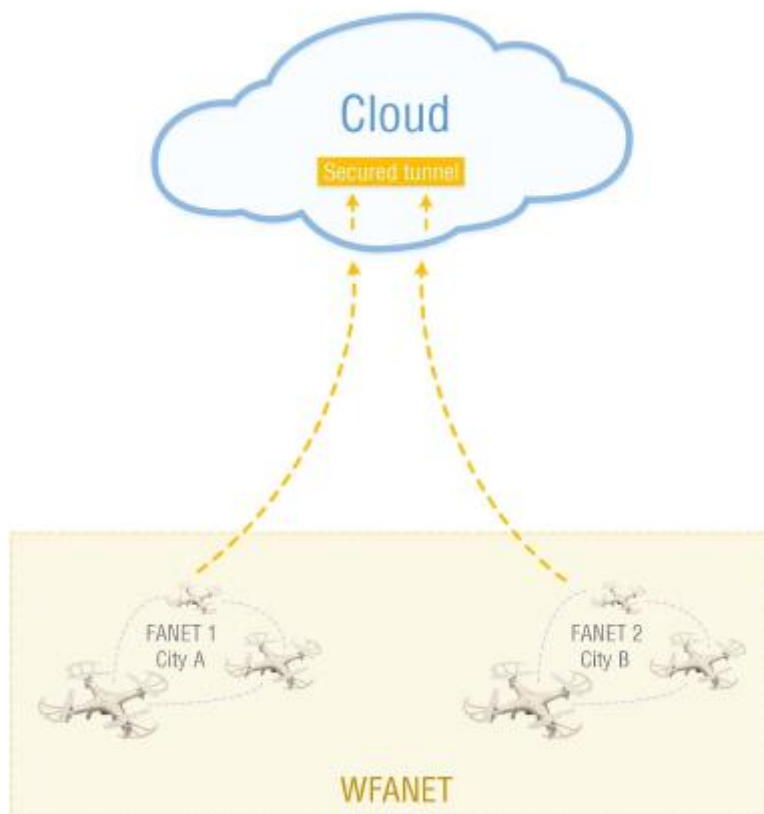 Cloud
Secured tunnel
FANET 1
City A
FANET 2
City B
WFANET